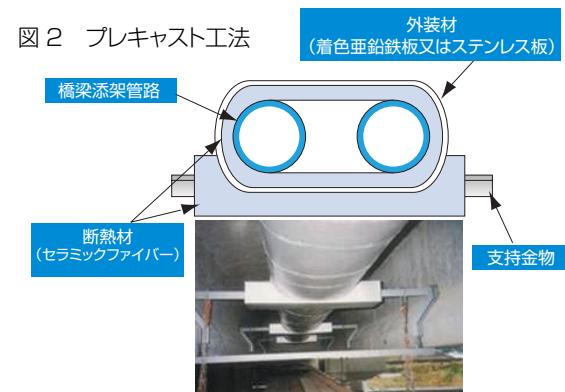 図2 プレキャスト工法
外装材
（着色亜鉛鉄板又はステンレス板）
橋梁添架管路
断熱材
（セラミックファイバー）
支持金物